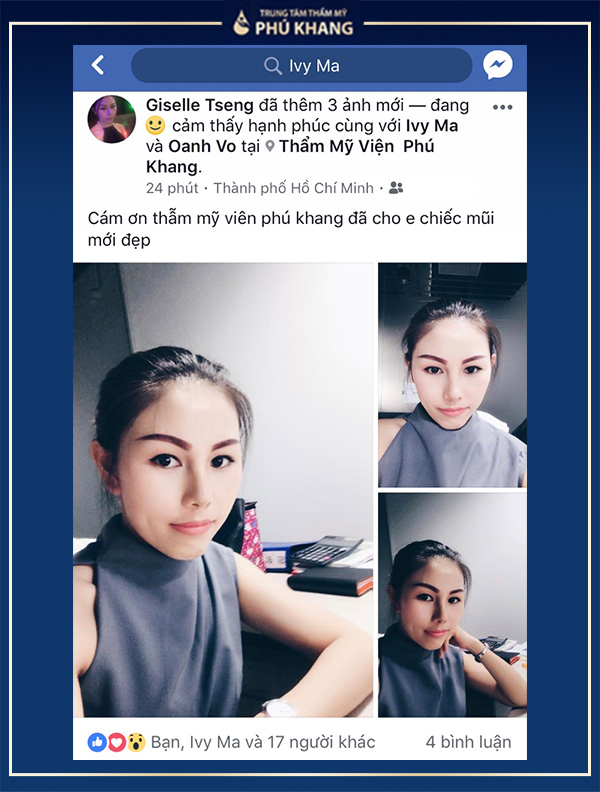 TRUNG TÂM THẨM MỸ
PHÚ KHANG
Ivy Ma
Giselle Tseng đã thêm 3 ảnh mới — đang
🙂 cảm thấy hạnh phúc cùng với Ivy Ma
và Oanh Vo tại Thẩm Mỹ Viện Phú
Khang.
24 phút · Thành phố Hồ Chí Minh ·
Cám ơn thẫm mỹ viên phú khang đã cho e chiếc mũi
mới đẹp
Bạn, Ivy Ma và 17 người khác
4 bình luận